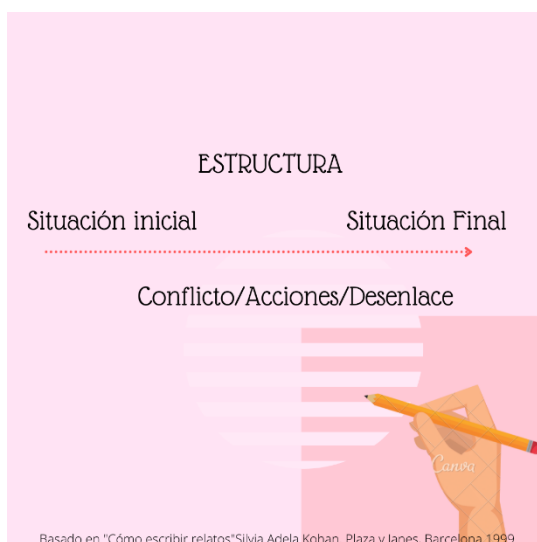 ESTRUCTURA
Situación inicial Situación Final
Conflicto/Acciones/Desenlace
Canva
Basado en "Cómo escribir relatos"Silvia Adela Kohan. Plaza y Janes. Barcelona 1999